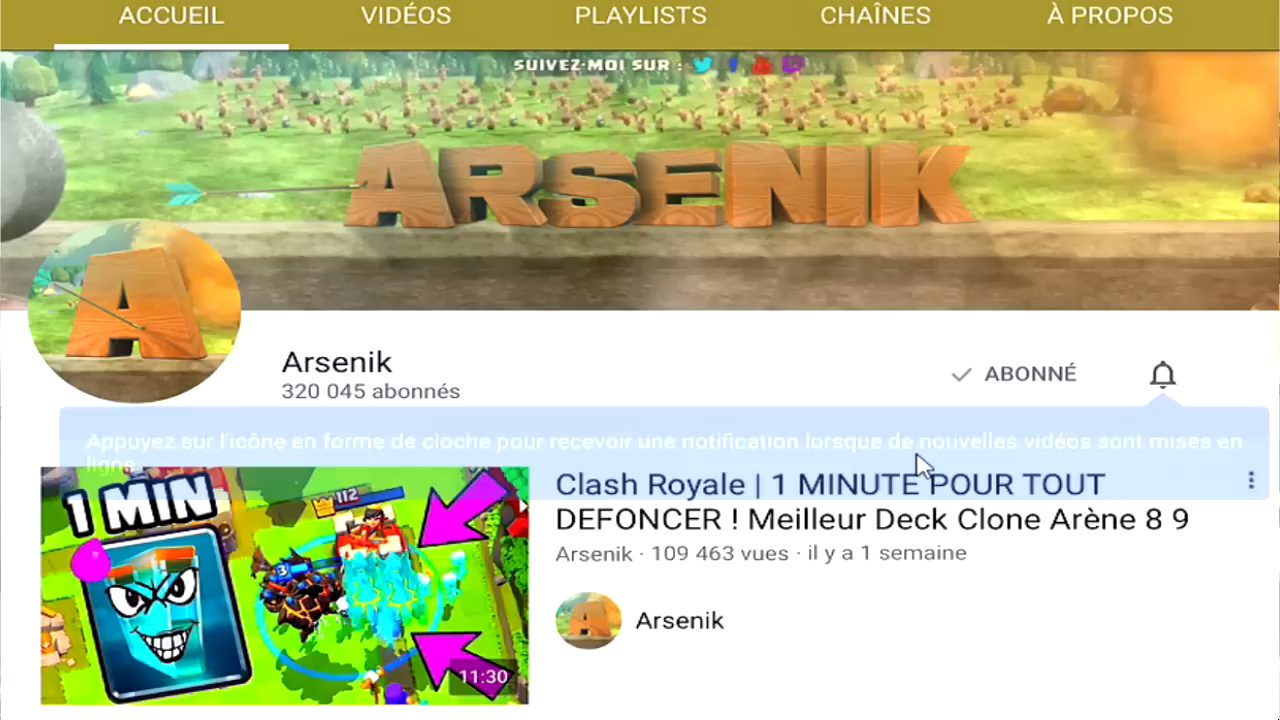 ACCUEIL VIDÉOS PLAYLISTS CHAÎNES À PROPOS
SUIVEZ-MOI SUR :
ARSENIK
A
Arsenik
320 045 abonnés
ABONNÉ
Appuyez sur l'icône en forme de cloche pour recevoir une notification lorsque de nouvelles vidéos sont mises en
ligne
1 MIN
112
3
11:30
Clash Royale | 1 MINUTE POUR TOUT
DEFONCER ! Meilleur Deck Clone Arène 8 9
Arsenik · 109 463 vues · il y a 1 semaine
A
Arsenik